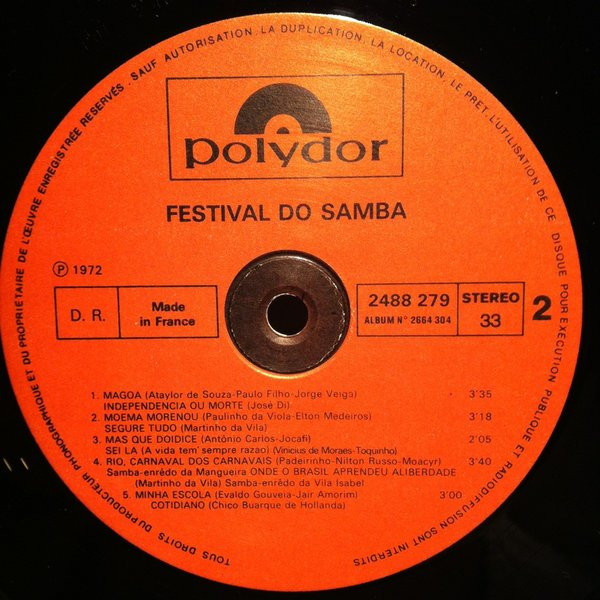 TOUS DROITS DU PRODUCTEUR PHONOGRAPHIQUE ET DU PROPRIETAIRE DE L'ŒUVRE ENREGISTRÉE RESERVÉS. SAUF AUTORISATION. LA DUPLICATION. LA LOCATION. LE PRET. L'UTILISATION DE CE DISQUE POUR EXECUTION PUBLIQUE ET RADIODIFFUSION SONT INTERDITS
polydor
FESTIVAL DO SAMBA
℗ 1972
D. R. Made in France
2488 279 STEREO 2
ALBUM N° 2664 304 33
1. MAGOA (Ataylor de Souza-Paulo Filho-Jorge Veiga) 3'35
INDEPENDENCIA OU MORTE (José Di)
2. MOEMA MORENOU (Paulinho da Viola-Elton Medeiros) 3'18
SEGURE TUDO (Martinho da Vila)
3. MAS QUE DOIDICE (Antônio Carlos-Jocafi) 2'05
SEI LA (A vida tem' sempre razao) (Vinicius de Moraes-Toquinho)
4. RIO, CARNAVAL DOS CARNAVAIS (Padeirinho-Nilton Russo-Moacyr) 3'40
Samba-enrêdo da Mangueira ONDE O BRASIL APRENDEU ALIBERDADE
(Martinho da Vila) Samba-enrêdo da Vila Isabel
5. MINHA ESCOLA (Evaldo Gouveia-Jair Amorim) 3'00
COTIDIANO (Chico Buarque de Hollanda)